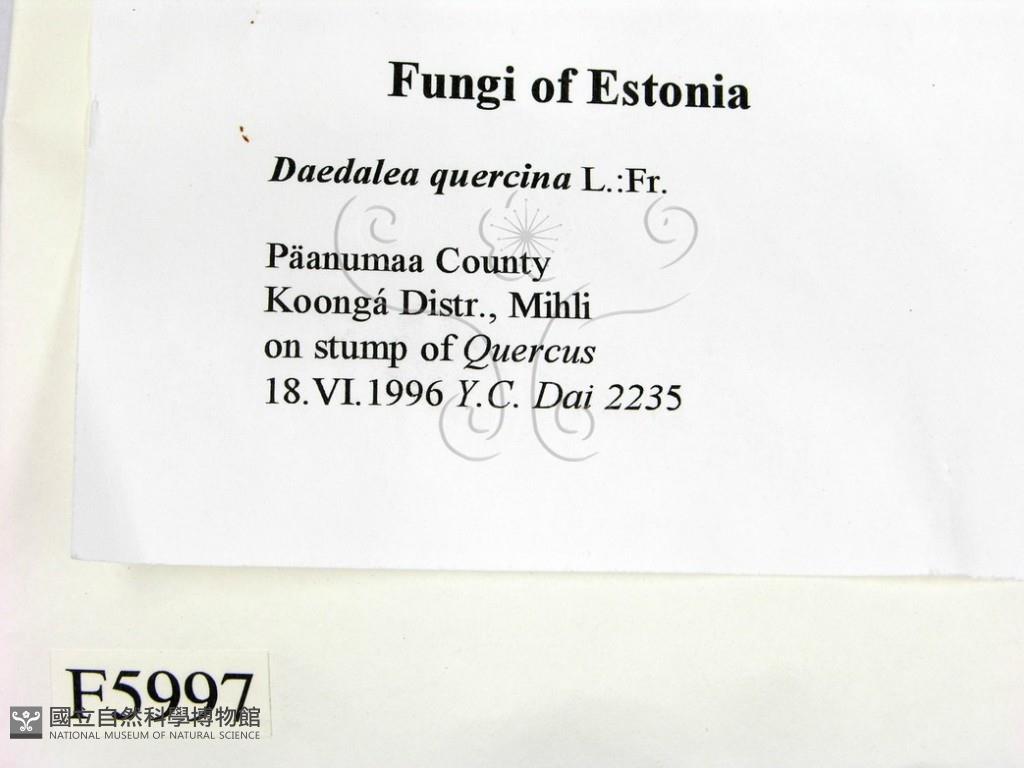 Fungi of Estonia
Daedalea quercina L.:Fr.
Päanumaa County
Koongá Distr., Mihli
on stump of Quercus
18.VI.1996 Y.C. Dai 2235
F5997
國立自然科學博物館
NATIONAL MUSEUM OF NATURAL SCIENCE